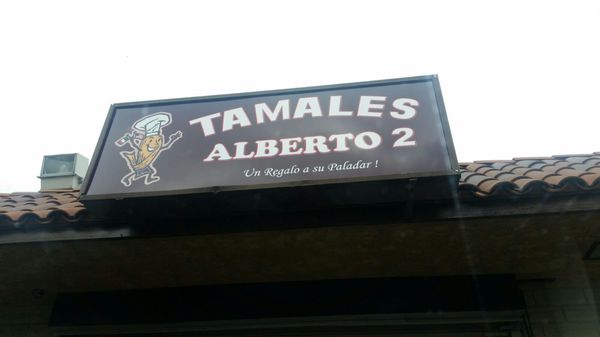 TAMALES
ALBERTO 2
Un Regalo a su Paladar !